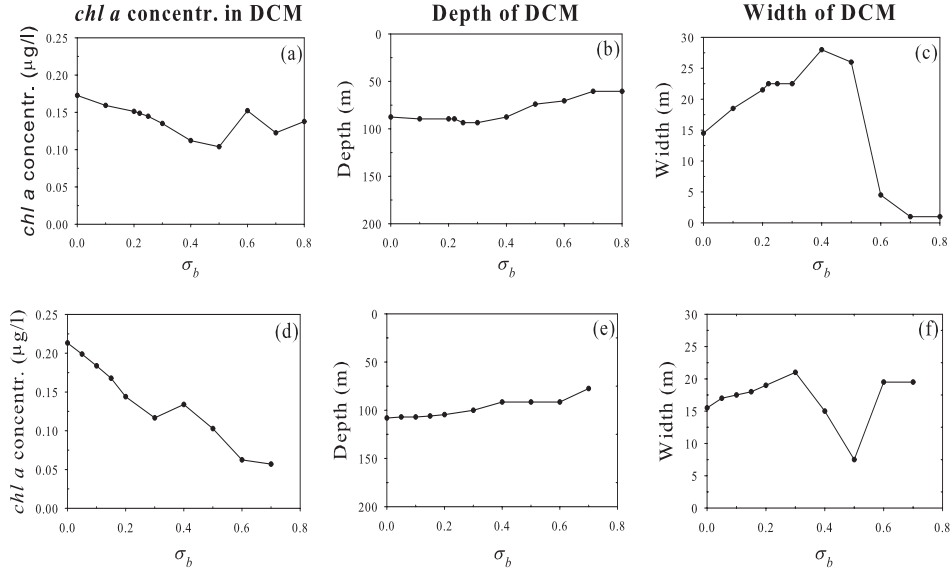 chl a concentr. in DCM
Depth of DCM
Width of DCM
(a)
chl a concentr. (μg/l)
0.25
0.20
0.15
0.10
0.05
0.00
0.0 0.2 0.4 0.6 0.8
σb
(b)
Depth (m)
0
50
100
150
200
0.0 0.2 0.4 0.6 0.8
σb
(c)
Width (m)
30
25
20
15
10
5
0
0.0 0.2 0.4 0.6 0.8
σb
(d)
chl a concentr. (μg/l)
0.25
0.20
0.15
0.10
0.05
0.00
0.0 0.2 0.4 0.6 0.8
σb
(e)
Depth (m)
0
50
100
150
200
0.0 0.2 0.4 0.6 0.8
σb
(f)
Width (m)
30
25
20
15
10
5
0
0.0 0.2 0.4 0.6 0.8
σb